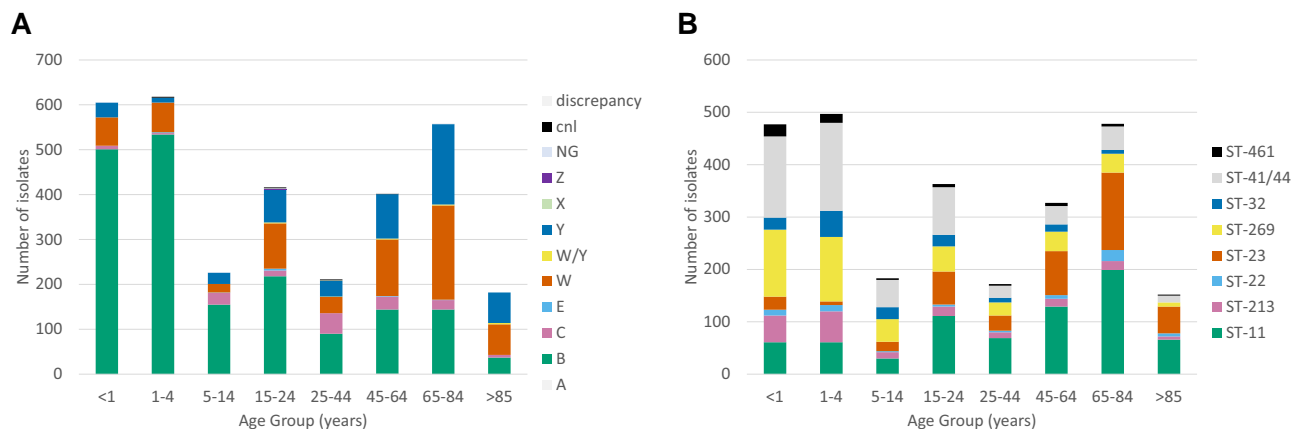 A
700
600
500
400
300
200
100
0
Number of isolates
<1 1-4 5-14 15-24 25-44 45-64 65-84 >85
Age Group (years)
discrepancy
cnl
NG
Z
X
Y
W/Y
W
E
C
B
A
B
600
500
400
300
200
100
0
Number of isolates
<1 1-4 5-14 15-24 25-44 45-64 65-84 >85
Age Group (years)
ST-461
ST-41/44
ST-32
ST-269
ST-23
ST-22
ST-213
ST-11